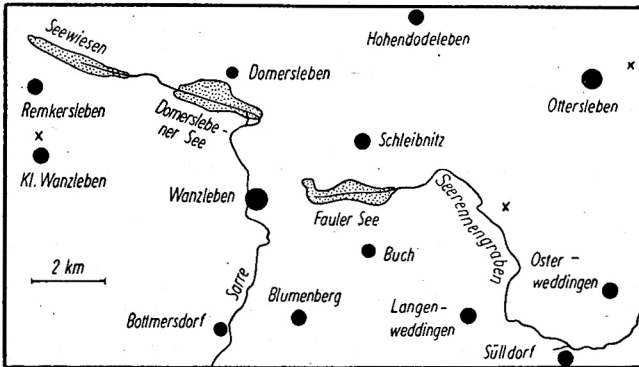 Seewiesen
Hohendodeleben
Domersleben
x
Ottersleben
Remkersleben
Domerslebe-
ner See
x
Schleibnitz
Kl. Wanzleben
Wanzleben
Fauler See
x
Seerennengraben
Buch
Oster-
weddingen
2 km
Sarre
Blumenberg
Langen-
weddingen
Bottmersdorf
Sülldorf